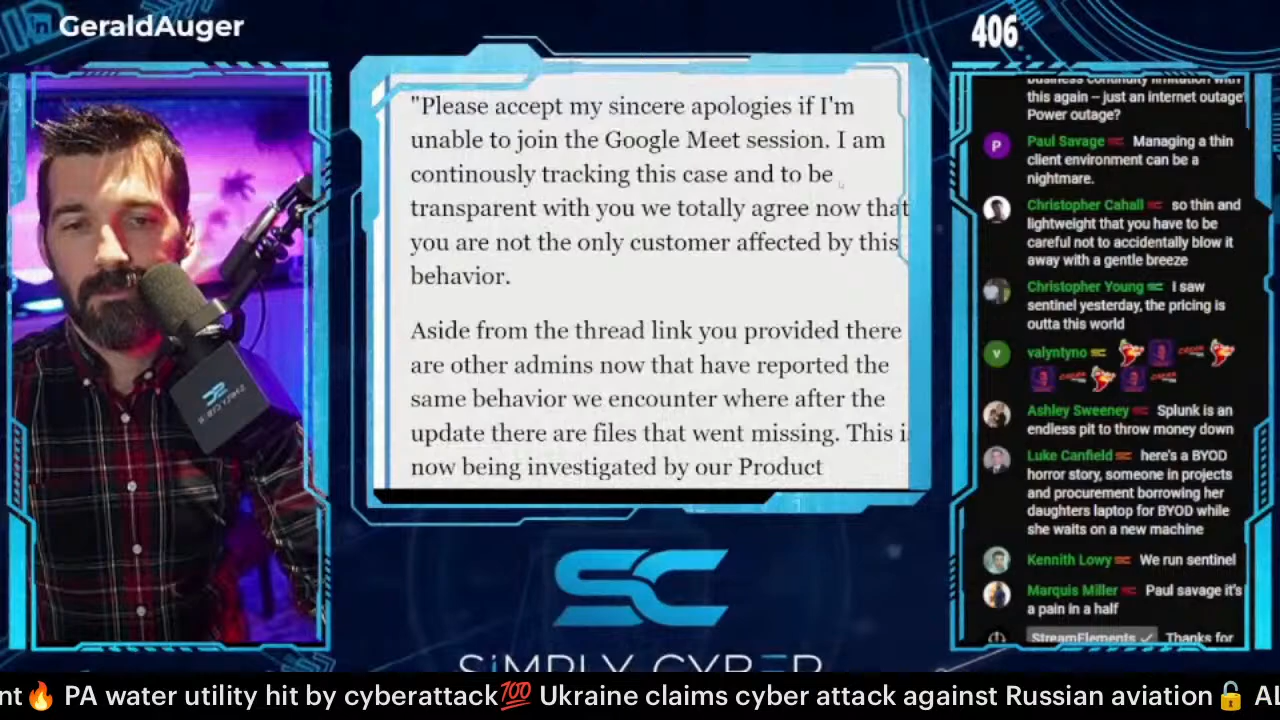 GeraldAuger
406
"Please accept my sincere apologies if I'm
unable to join the Google Meet session. I am
continously tracking this case and to be
transparent with you we totally agree now that
you are not the only customer affected by this
behavior.
Aside from the thread link you provided there
are other admins now that have reported the
same behavior we encounter where after the
update there are files that went missing. This i
now being investigated by our Product
business continuity limitation with
this again – just an internet outage
Power outage?
P
Paul Savage Managing a thin
client environment can be a
nightmare.
Christopher Cahall so thin and
lightweight that you have to be
careful not to accidentally blow it
away with a gentle breeze
Christopher Young I saw
sentinel yesterday, the pricing is
outta this world
v
valyntyno
Ashley Sweeney Splunk is an
endless pit to throw money down
Luke Canfield here's a BYOD
horror story, someone in projects
and procurement borrowing her
daughters laptop for BYOD while
she waits on a new machine
Kennith Lowy We run sentinel
Marquis Miller Paul savage it's
a pain in a half
StreamElements Thanks for
SC
SIMPLY CYBER
nt🔥 PA water utility hit by cyberattack💯 Ukraine claims cyber attack against Russian aviation🔓 Al